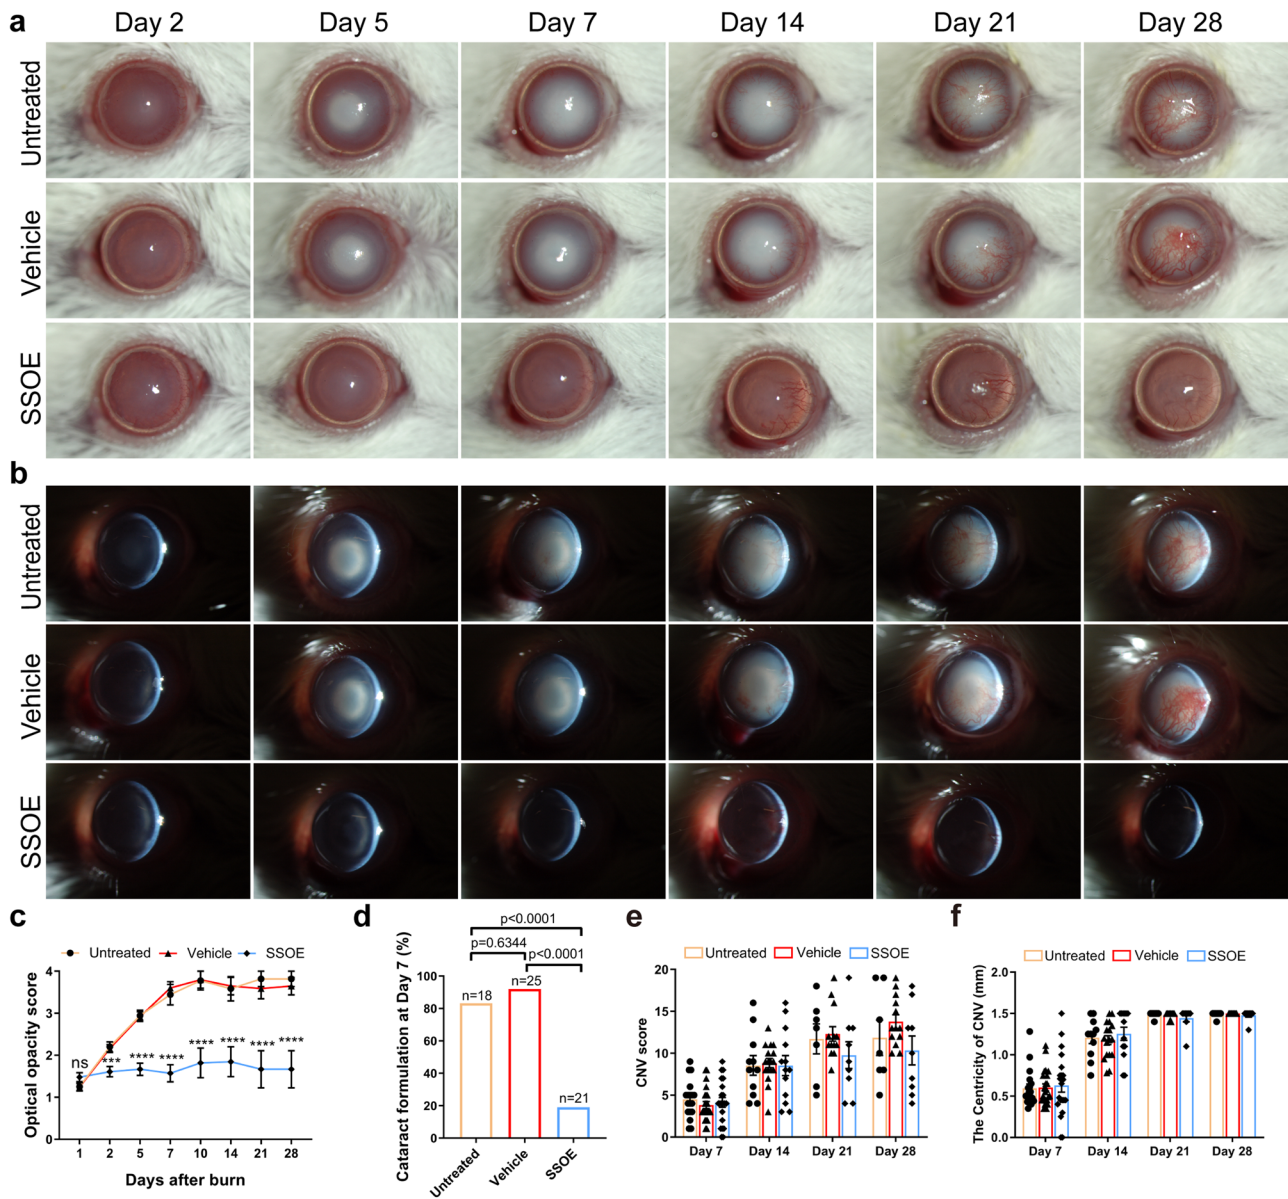 a
Day 2 Day 5 Day 7 Day 14 Day 21 Day 28
Untreated
Vehicle
SSOE
b
Untreated
Vehicle
SSOE
c
Untreated Vehicle SSOE
Optical opacity score
4
3
2
1
0
ns *** **** **** **** **** **** ****
1 2 5 7 10 14 21 28
Days after burn
d
Cataract formulation at Day 7 (%)
p<0.0001
p=0.6344
p<0.0001
100
80
60
40
20
0
n=18
n=25
n=21
Untreated
Vehicle
SSOE
e
Untreated Vehicle SSOE
CNV score
20
15
10
5
0
Day 7 Day 14 Day 21 Day 28
f
Untreated Vehicle SSOE
The Centricity of CNV (mm)
2.0
1.5
1.0
0.5
0.0
Day 7 Day 14 Day 21 Day 28